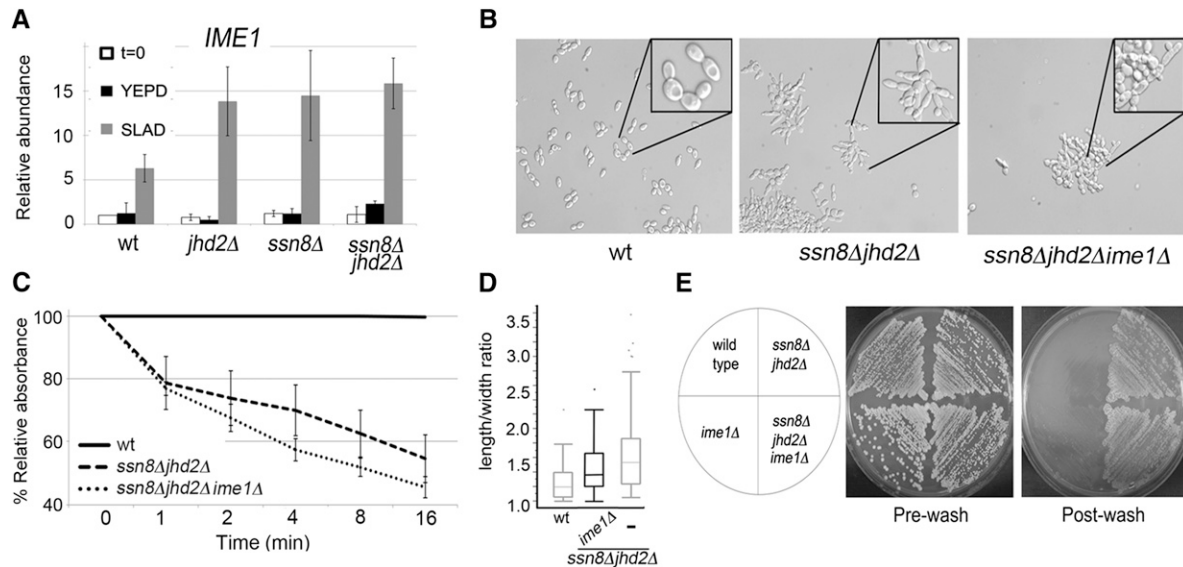 A
IME1
t=0
YEPD
SLAD
Relative abundance
15
10
5
0
wt
jhd2Δ
ssn8Δ
ssn8Δ
jhd2Δ
B
wt
ssn8Δjhd2Δ
ssn8Δjhd2Δime1Δ
C
% Relative absorbance
100
80
60
40
wt
ssn8Δjhd2Δ
ssn8Δjhd2Δime1Δ
0 1 2 4 8 16
Time (min)
D
length/width ratio
3.5
3.0
2.5
2.0
1.5
1.0
wt
ime1Δ
-
ssn8Δjhd2Δ
E
wild
type
ssn8Δ
jhd2Δ
ime1Δ
ssn8Δ
jhd2Δ
ime1Δ
Pre-wash
Post-wash